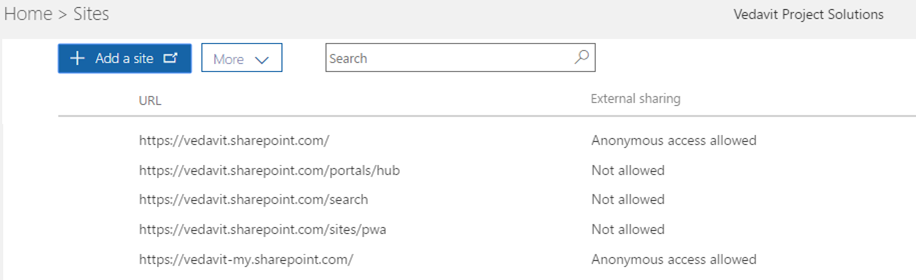 Home > Sites Vedavit Project Solutions
+ Add a site More Search
URL External sharing
https://vedavit.sharepoint.com/ Anonymous access allowed
https://vedavit.sharepoint.com/portals/hub Not allowed
https://vedavit.sharepoint.com/search Not allowed
https://vedavit.sharepoint.com/sites/pwa Not allowed
https://vedavit-my.sharepoint.com/ Anonymous access allowed